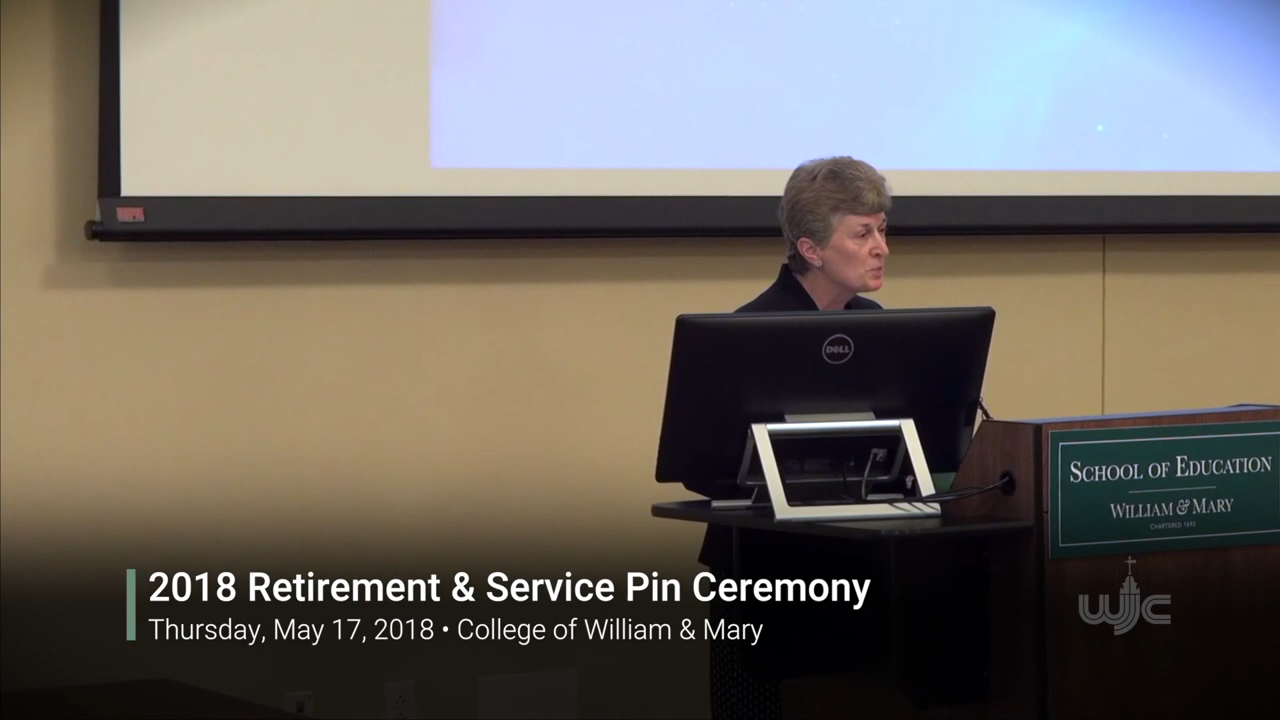 DELL
SCHOOL OF EDUCATION
WILLIAM & MARY
CHARTERED 1693
2018 Retirement & Service Pin Ceremony
Thursday, May 17, 2018 • College of William & Mary
wjcc